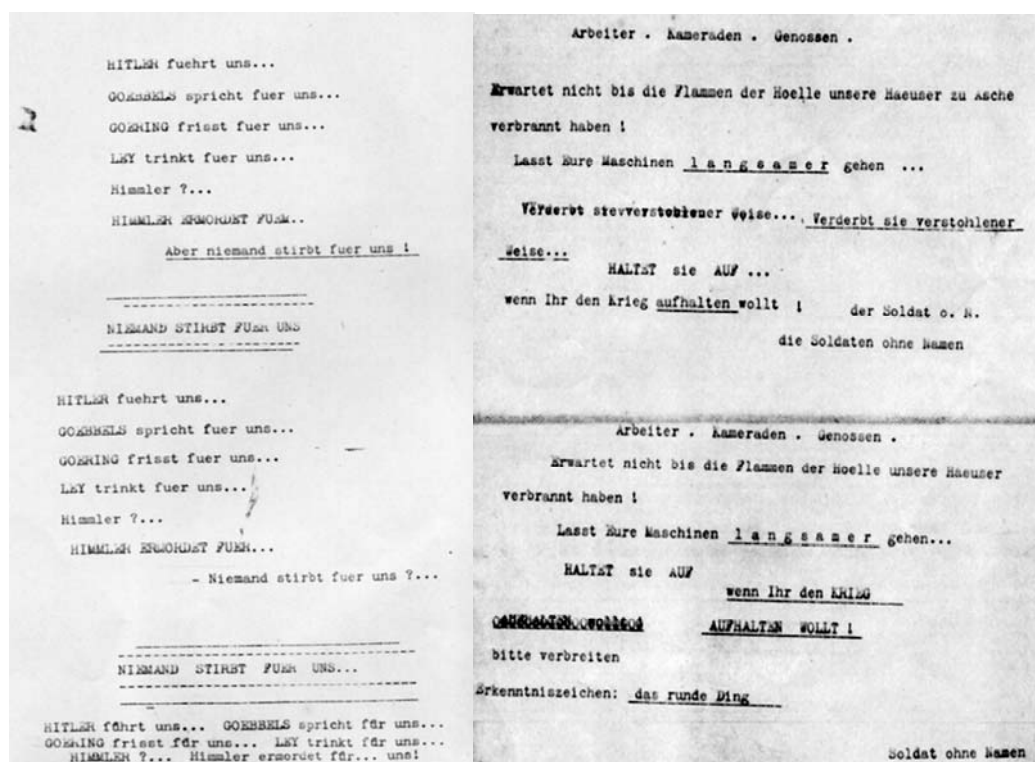 HITLER fuehrt uns...
GOEBBELS spricht fuer uns...
GOERING frisst fuer uns...
LEY trinkt fuer uns...
Himmler ?...
HIMMLER ERMORDET FUER..
Aber niemand stirbt fuer uns !
NIEMAND STIRBT FUER UNS
HITLER fuehrt uns...
GOEBBELS spricht fuer uns...
GOERING frisst fuer uns...
LEY trinkt fuer uns...
Himmler ?...
HIMMLER ERMORDET FUER...
- Niemand stirbt fuer uns ?...
NIEMAND STIRBT FUER UNS...
HITLER führt uns... GOEBBELS spricht für uns...
GOERING frisst für uns... LEY trinkt für uns...
HIMMLER ?... Himmler ermordet für... uns!
Arbeiter . Kameraden . Genossen .
Erwartet nicht bis die Flammen der Hoelle unsere Haeuser zu Asche
verbrannt haben !
Lasst Eure Maschinen l a n g s a m e r gehen ...
Verderbt sie verstohlener Weise.... Verderbt sie verstohlener
Weise...
HALTET sie AUF ...
wenn Ihr den Krieg aufhalten wollt ! der Soldat o. N.
die Soldaten ohne Namen
Arbeiter . Kameraden . Genossen .
Erwartet nicht bis die Flammen der Hoelle unsere Haeuser
verbrannt haben !
Lasst Eure Maschinen l a n g s a m e r gehen...
HALTET sie AUF
wenn Ihr den KRIEG
AUFHALTEN WOLLT !
bitte verbreiten
Erkenntniszeichen: das runde Ding
Soldat ohne Namen